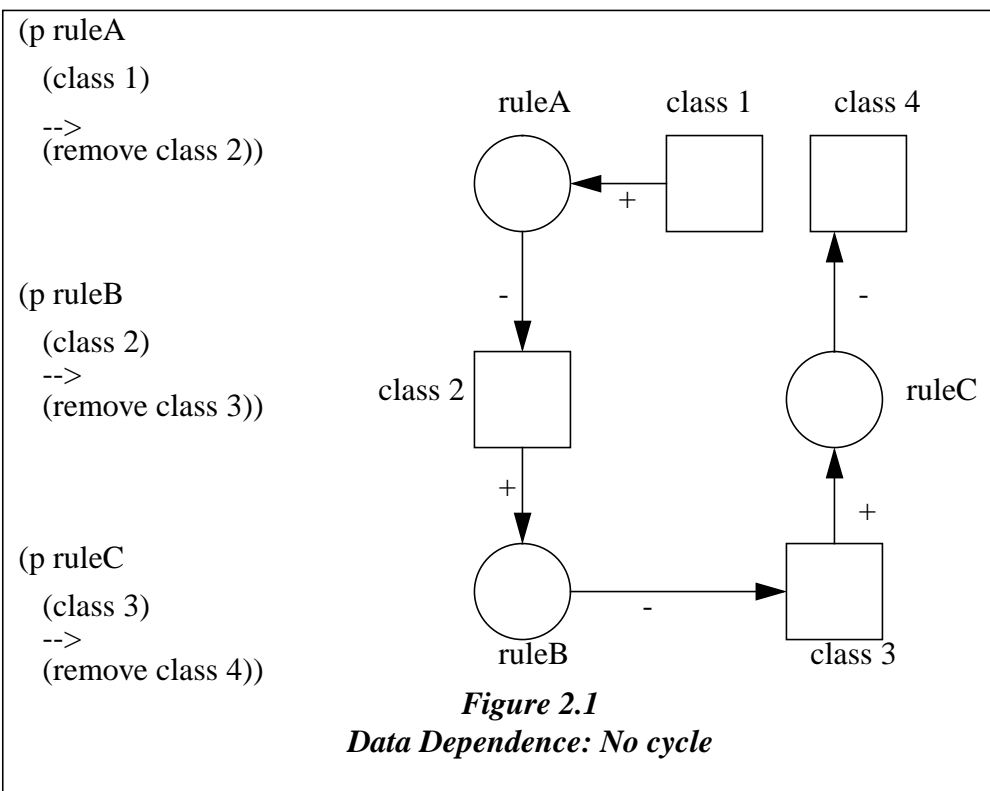 (p ruleA
(class 1)
-->
(remove class 2))
(p ruleB
(class 2)
-->
(remove class 3))
(p ruleC
(class 3)
-->
(remove class 4))
ruleA
class 1
class 4
+
-
-
class 2
ruleC
+
+
-
ruleB
class 3
Figure 2.1
Data Dependence: No cycle